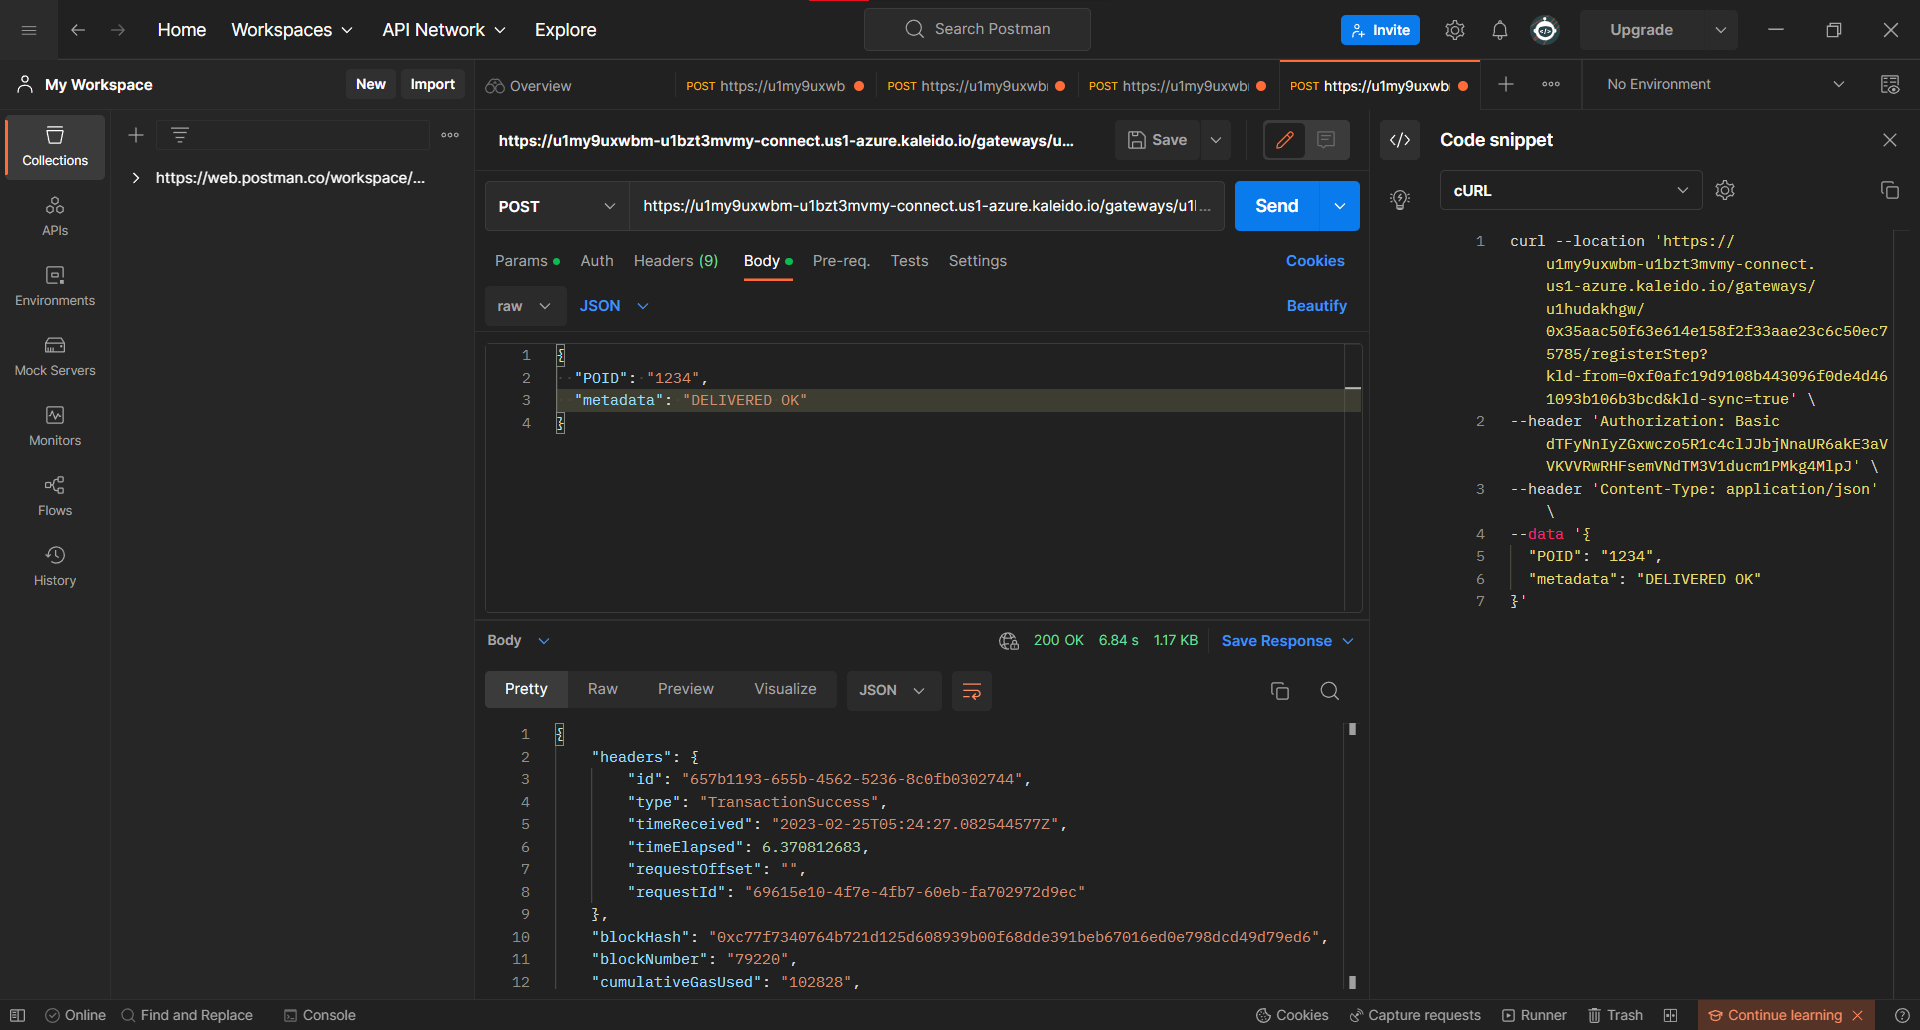 Home
Workspaces
API Network
Explore
Search Postman
Invite
Upgrade
My Workspace
New
Import
Overview
POST https://u1my9uxwb
POST https://u1my9uxwb
POST https://u1my9uxwb
POST https://u1my9uxwb
No Environment
Collections
APIs
Environments
Mock Servers
Monitors
Flows
History
https://web.postman.co/workspace/...
https://u1my9uxwbm-u1bzt3mvmy-connect.us1-azure.kaleido.io/gateways/u...
Save
POST
https://u1my9uxwbm-u1bzt3mvmy-connect.us1-azure.kaleido.io/gateways/u1l...
Send
Params
Auth
Headers (9)
Body
Pre-req.
Tests
Settings
Cookies
raw
JSON
Beautify
1 {
2 "POID": "1234",
3 "metadata": "DELIVERED OK"
4 }
Body
200 OK
6.84 s
1.17 KB
Save Response
Pretty
Raw
Preview
Visualize
JSON
1 {
2 "headers": {
3 "id": "657b1193-655b-4562-5236-8c0fb0302744",
4 "type": "TransactionSuccess",
5 "timeReceived": "2023-02-25T05:24:27.082544577Z",
6 "timeElapsed": 6.370812683,
7 "requestOffset": "",
8 "requestId": "69615e10-4f7e-4fb7-60eb-fa702972d9ec"
9 },
10 "blockHash": "0xc77f7340764b721d125d608939b00f68dde391beb67016ed0e798dcd49d79ed6",
11 "blockNumber": "79220",
12 "cumulativeGasUsed": "102828",
Code snippet
cURL
1 curl --location 'https://
u1my9uxwbm-u1bzt3mvmy-connect.
us1-azure.kaleido.io/gateways/
u1hudakhgw/
0x35aac50f63e614e158f2f33aae23c6c50ec7
5785/registerStep?
kld-from=0xf0afc19d9108b443096f0de4d46
1093b106b3bcd&kld-sync=true' \
2 --header 'Authorization: Basic
dTFyNnIyZGxwczo5R1c4clJJbjNnaUR6akE3aV
VKVVRwRHFsemVNdTM3V1ducm1PMkg4MlpJ' \
3 --header 'Content-Type: application/json'
\
4 --data '{
5 "POID": "1234",
6 "metadata": "DELIVERED OK"
7 }'
Online
Find and Replace
Console
Cookies
Capture requests
Runner
Trash
Continue learning